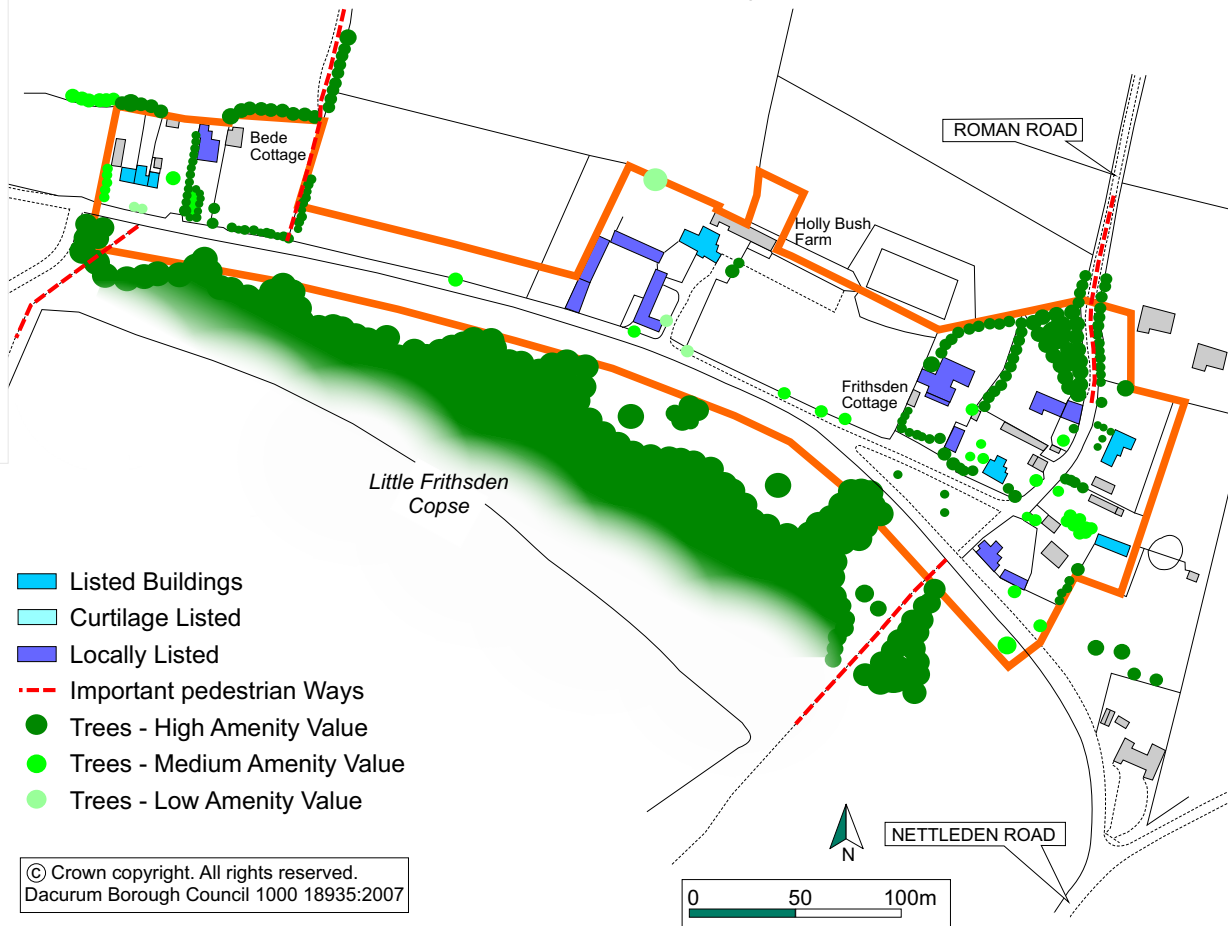 ROMAN ROAD
Bede
Cottage
Holly Bush
Farm
Frithsden
Cottage
Little Frithsden
Copse
Listed Buildings
Curtilage Listed
Locally Listed
Important pedestrian Ways
Trees - High Amenity Value
Trees - Medium Amenity Value
Trees - Low Amenity Value
N
NETTLEDEN ROAD
© Crown copyright. All rights reserved.
Dacurum Borough Council 1000 18935:2007
0 50 100m